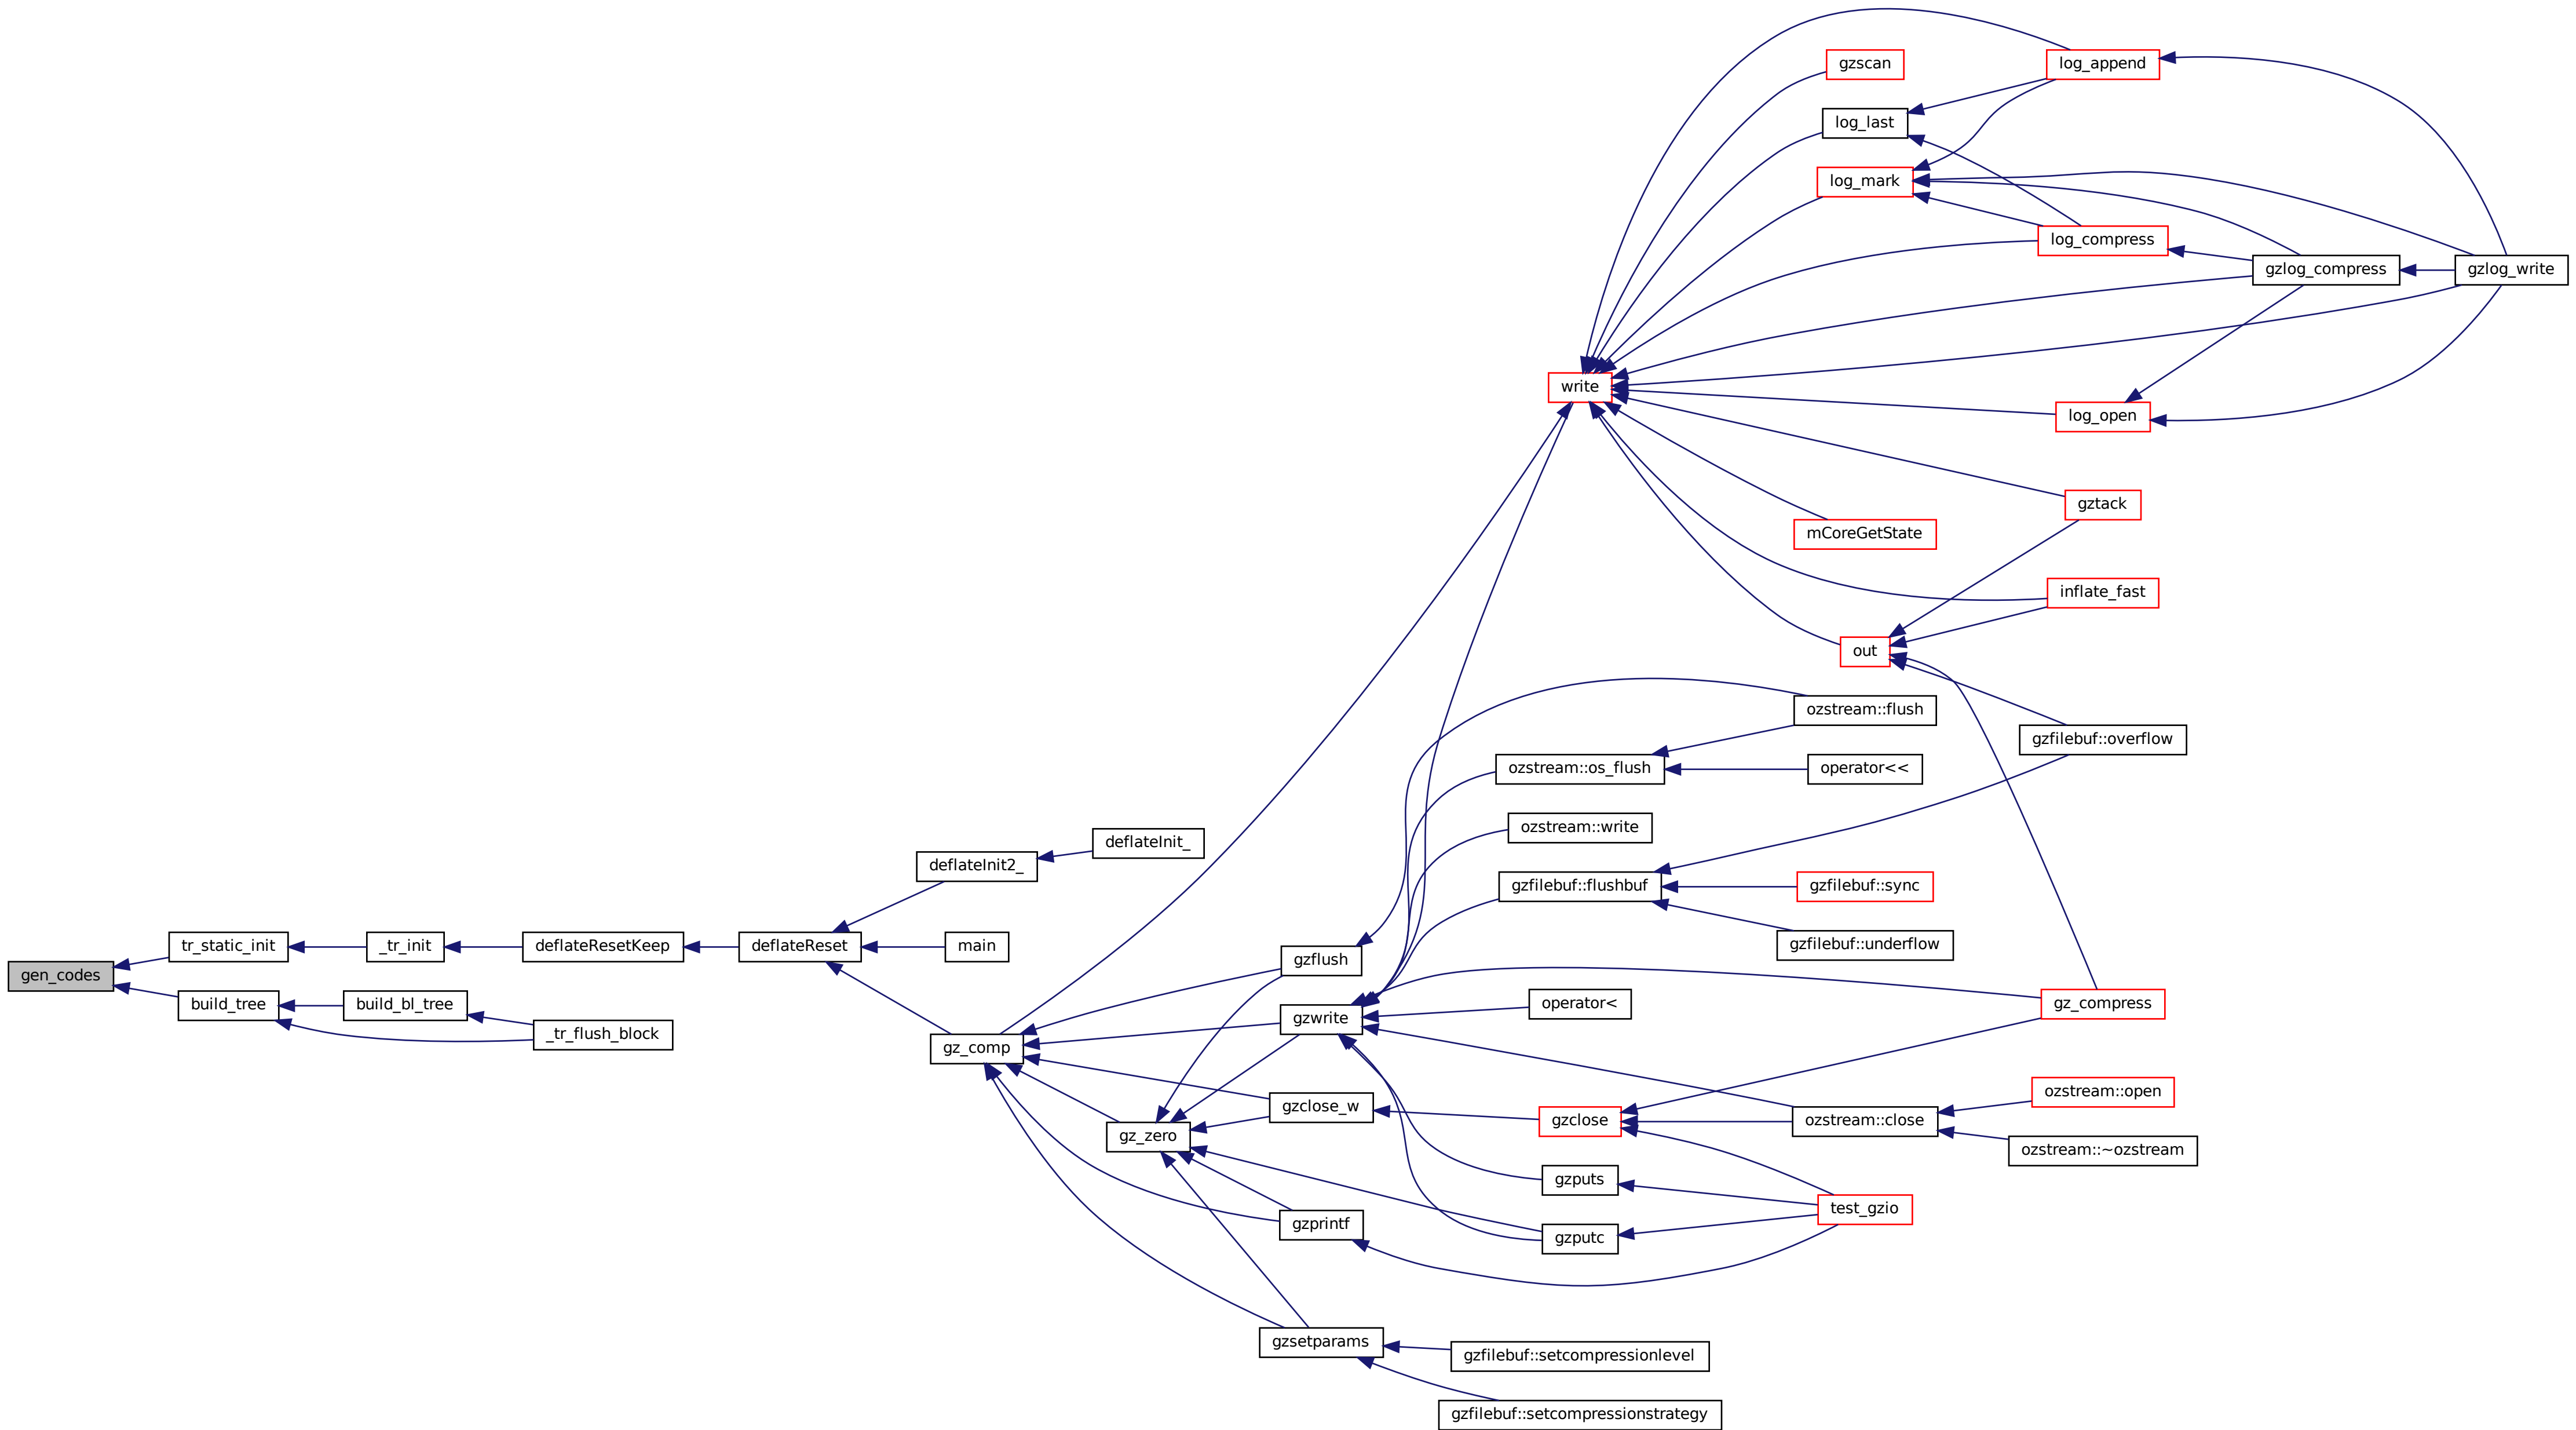 gen_codes
tr_static_init
build_tree
_tr_init
build_bl_tree
deflateResetKeep
_tr_flush_block
deflateReset
deflateInit2_
main
gz_comp
deflateInit_
gz_zero
gzflush
gzwrite
gzclose_w
gzprintf
gzsetparams
write
ozstream::os_flush
ozstream::write
gzfilebuf::flushbuf
operator<
gzclose
gzputs
gzputc
gzfilebuf::setcompressionlevel
gzfilebuf::setcompressionstrategy
gzscan
log_last
log_mark
mCoreGetState
out
ozstream::flush
operator<<
gzfilebuf::sync
gzfilebuf::underflow
ozstream::close
test_gzio
log_append
log_compress
log_open
gztack
inflate_fast
gzfilebuf::overflow
gz_compress
ozstream::open
ozstream::~ozstream
gzlog_compress
gzlog_write